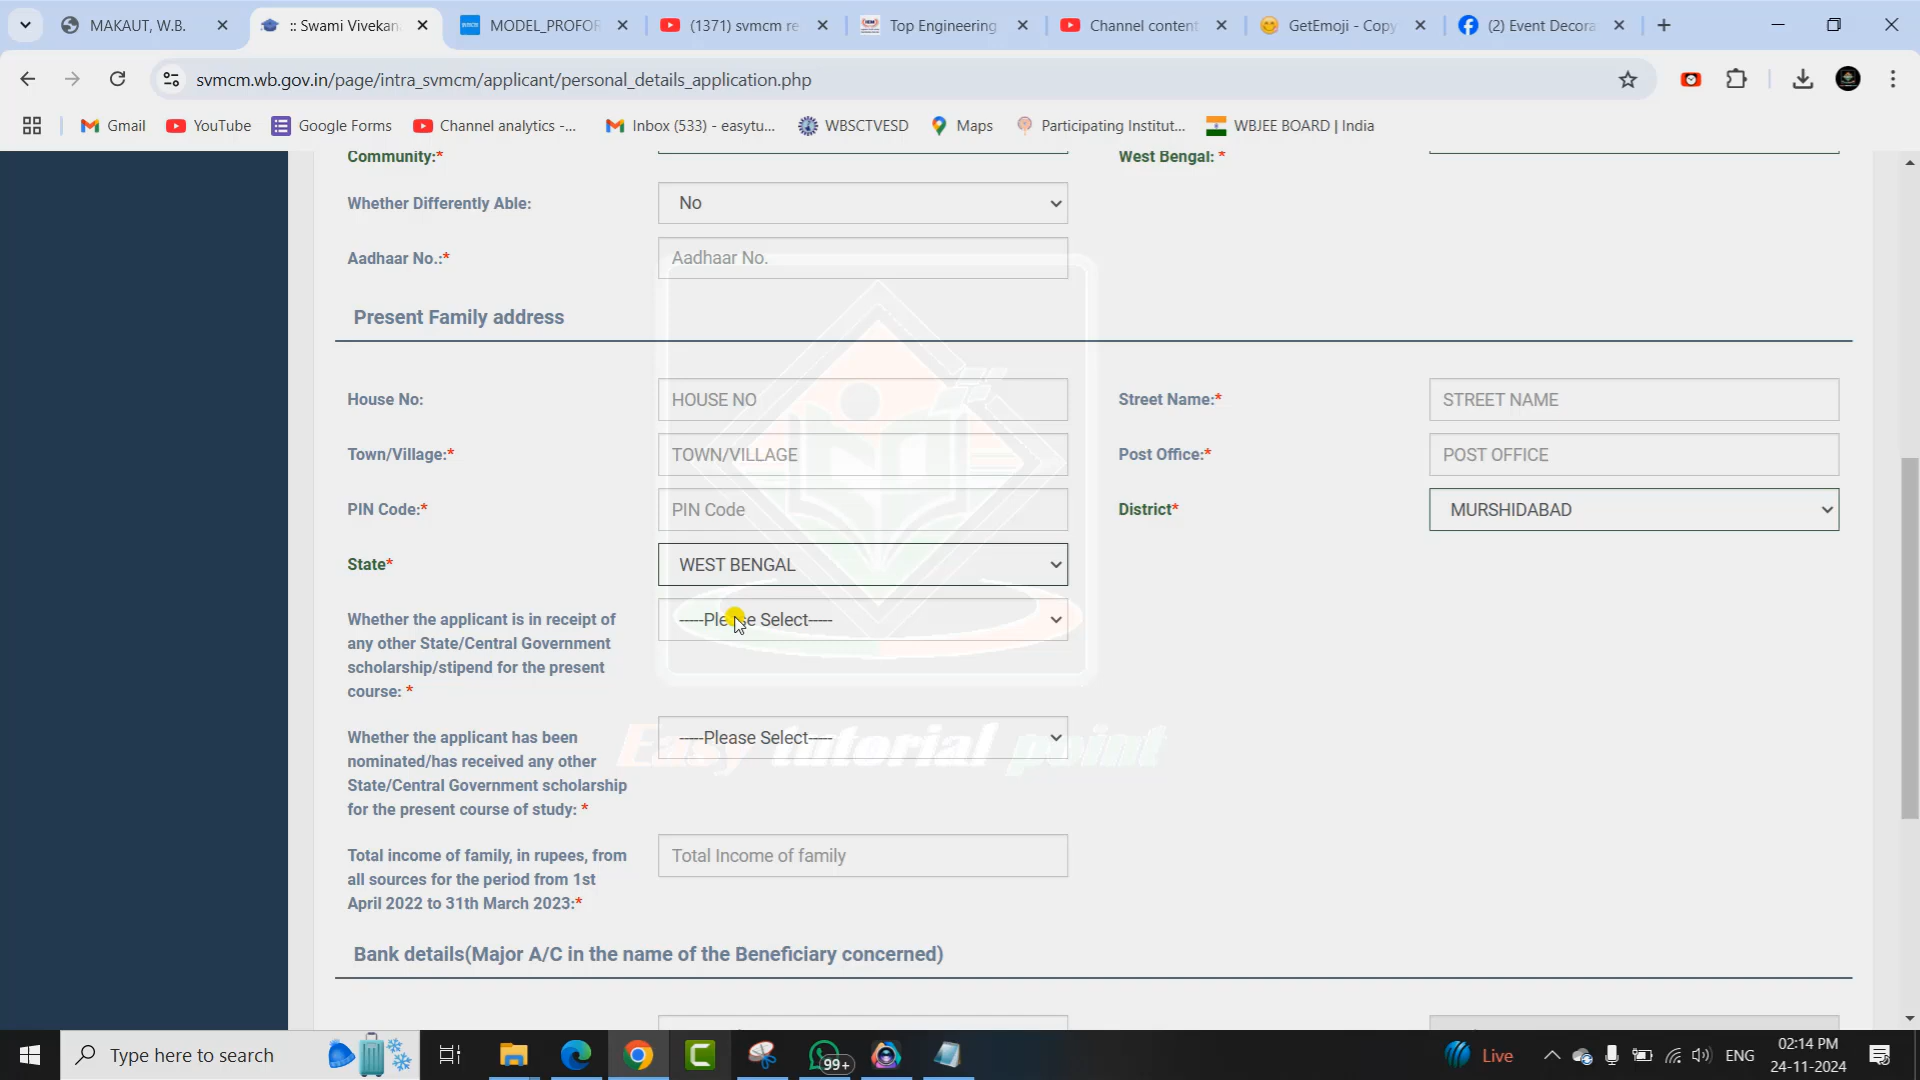 MAKAUT, W.B.
:: Swami Vivekan
MODEL_PROFOR
(1371) svmcm re
Top Engineering
Channel content
GetEmoji - Copy
(2) Event Decora
svmcm.wb.gov.in/page/intra_svmcm/applicant/personal_details_application.php
Gmail
YouTube
Google Forms
Channel analytics -...
Inbox (533) - easytu...
WBSCTVESD
Maps
Participating Institut...
WBJEE BOARD | India
Community:*
West Bengal: *
Whether Differently Able:
No
Aadhaar No.:*
Aadhaar No.
Present Family address
House No:
HOUSE NO
Street Name:*
STREET NAME
Town/Village:*
TOWN/VILLAGE
Post Office:*
POST OFFICE
PIN Code:*
PIN Code
District*
MURSHIDABAD
State*
WEST BENGAL
Whether the applicant is in receipt of
any other State/Central Government
scholarship/stipend for the present
course: *
-----Please Select-----
Whether the applicant has been
nominated/has received any other
State/Central Government scholarship
for the present course of study: *
-----Please Select-----
Easy tutorial point
Total income of family, in rupees, from
all sources for the period from 1st
April 2022 to 31th March 2023:*
Total Income of family
Bank details(Major A/C in the name of the Beneficiary concerned)
Type here to search
99+
Live
ENG
02:14 PM
24-11-2024